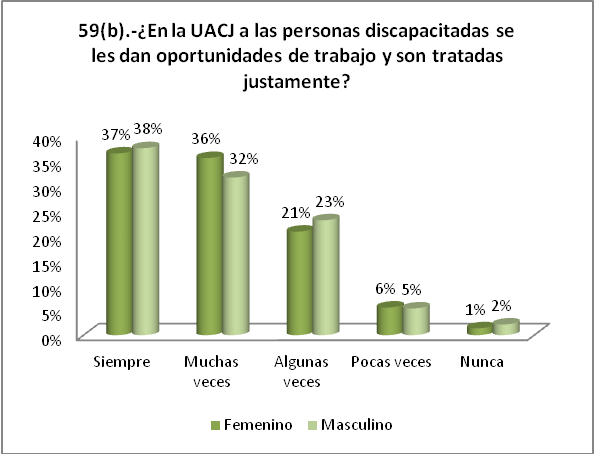 59(b).-¿En la UACJ a las personas discapacitadas se
les dan oportunidades de trabajo y son tratadas
justamente?
37% 38% 36% 32% 21% 23% 6% 5% 1% 2%
40%
35%
30%
25%
20%
15%
10%
5%
0%
Siempre Muchas veces Algunas veces Pocas veces Nunca
Femenino Masculino